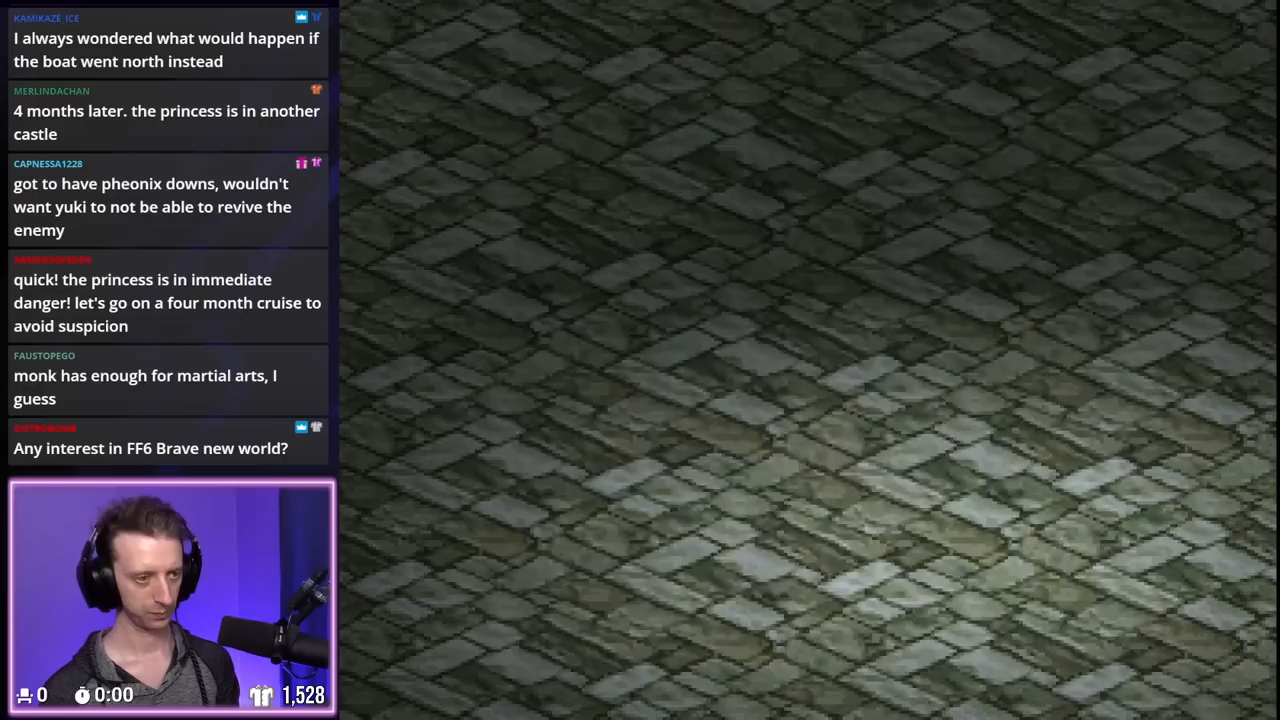 KAMIKAZE_ICE
I always wondered what would happen if
the boat went north instead
MERLINDACHAN
4 months later. the princess is in another
castle
CAPNESSA1228
got to have pheonix downs, wouldn't
want yuki to not be able to revive the
enemy
quick! the princess is in immediate
danger! let's go on a four month cruise to
avoid suspicion
FAUSTOPEGO
monk has enough for martial arts, I
guess
Any interest in FF6 Brave new world?
0 0:00 1,528